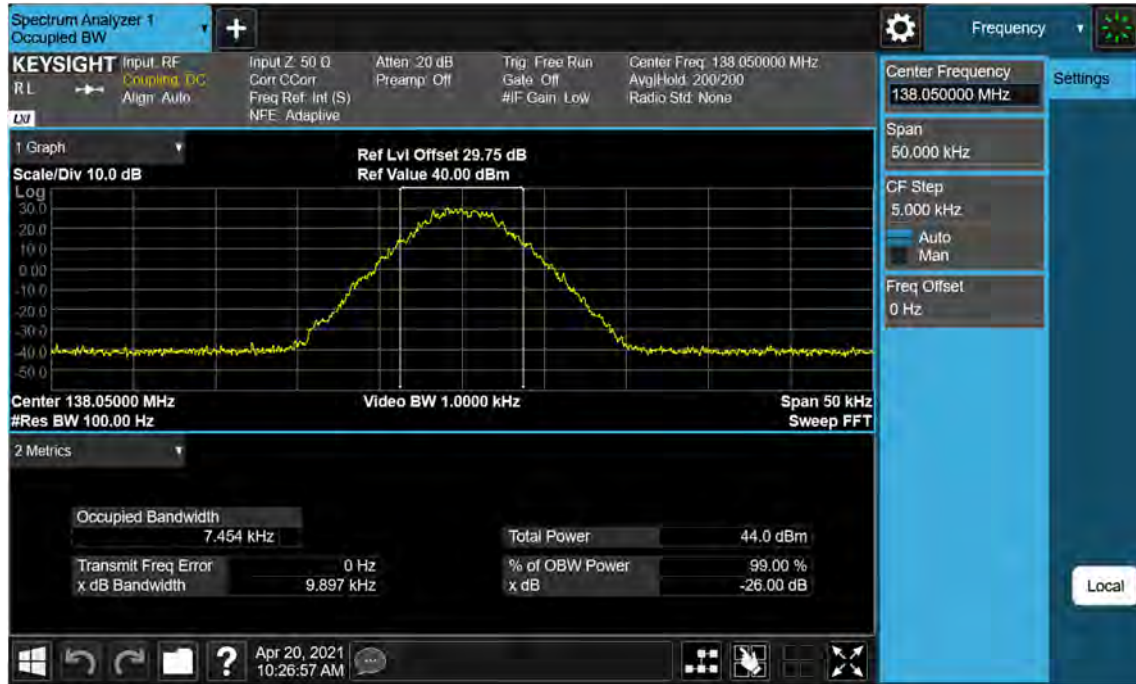 Spectrum Analyzer 1
Occupied BW
+
Frequency
KEYSIGHT
RL
LXI
Input: RF
Coupling: DC
Align: Auto
Input Z: 50 Ω
Corr CCorr
Freq Ref: Int (S)
NFE: Adaptive
Atten: 20 dB
Preamp: Off
Trig: Free Run
Gate: Off
#IF Gain: Low
Center Freq: 138.050000 MHz
Avg|Hold: 200/200
Radio Std: None
Center Frequency
138.050000 MHz
Settings
Span
50.000 kHz
CF Step
5.000 kHz
Auto
Man
Freq Offset
0 Hz
Local
1 Graph
Scale/Div 10.0 dB
Ref Lvl Offset 29.75 dB
Ref Value 40.00 dBm
Log
30.0
20.0
10.0
0.00
-10.0
-20.0
-30.0
-40.0
-50.0
Center 138.05000 MHz
#Res BW 100.00 Hz
Video BW 1.0000 kHz
Span 50 kHz
Sweep FFT
2 Metrics
Occupied Bandwidth
7.454 kHz
Transmit Freq Error 0 Hz
x dB Bandwidth 9.897 kHz
Total Power 44.0 dBm
% of OBW Power 99.00 %
x dB -26.00 dB
?
Apr 20, 2021
10:26:57 AM